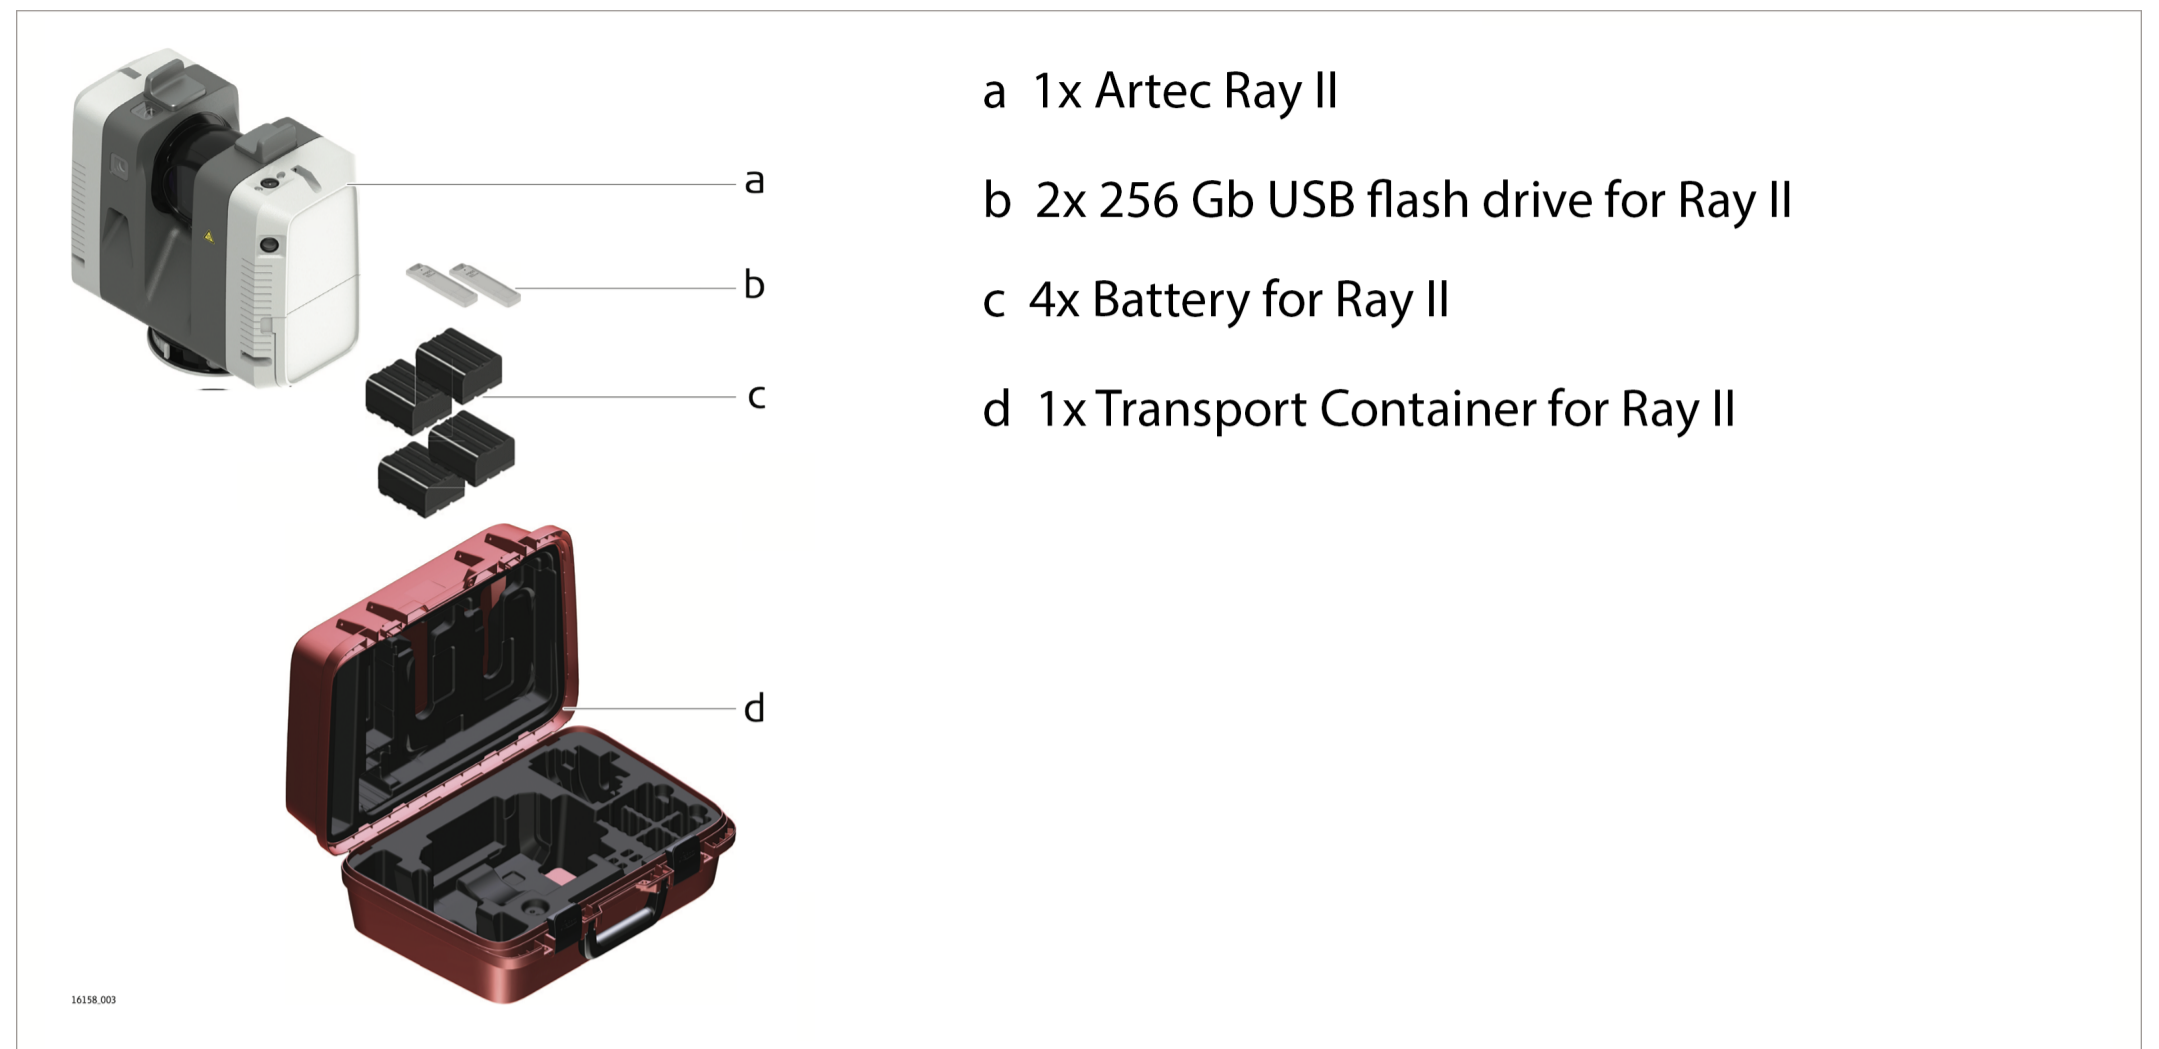 a 1x Artec Ray II
b 2x 256 Gb USB flash drive for Ray II
c 4x Battery for Ray II
d 1x Transport Container for Ray II
a
b
c
d
16158_003